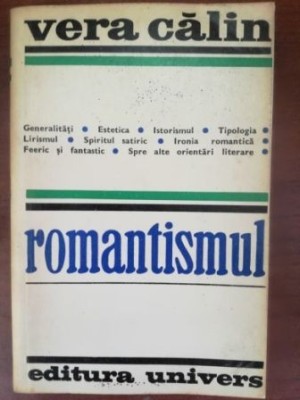 vera călin
Generalități • Estetica • Istorismul • Tipologia •
Lirismul • Spiritul satiric • Ironia romantică •
Feeric și fantastic • Spre alte orientări literare •
romantismul
editura univers